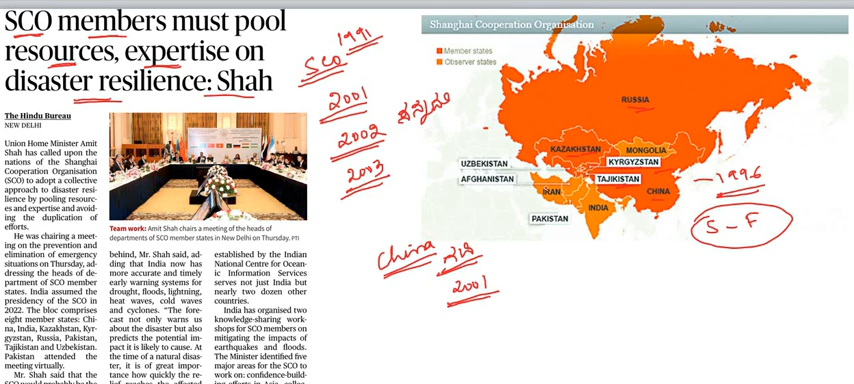 SCO members must pool
resources, expertise on
disaster resilience: Shah
The Hindu Bureau
NEW DELHI
Union Home Minister Amit
Shah has called upon the
nations of the Shanghai
Cooperation Organisation
(SCO) to adopt a collective
approach to disaster resi-
lience by pooling resourc-
es and expertise and avoid-
ing the duplication of
efforts.
He was chairing a meet-
ing on the prevention and
elimination of emergency
situations on Thursday, ad-
dressing the heads of de-
partment of SCO member
states. India assumed the
presidency of the SCO in
2022. The bloc comprises
eight member states: Chi-
na, India, Kazakhstan, Kyr-
gyzstan, Russia, Pakistan,
Tajikistan and Uzbekistan.
Pakistan attended the
meeting virtually.
Mr. Shah said that the
Team work: Amit Shah chairs a meeting of the heads of
departments of SCO member states in New Delhi on Thursday. PTI
behind, Mr. Shah said, ad-
ding that India now has
more accurate and timely
early warning systems for
drought, floods, lightning,
heat waves, cold waves
and cyclones. “The fore-
cast not only warns us
about the disaster but also
predicts the potential im-
pact it is likely to cause. At
the time of a natural disas-
ter, it is of great impor-
tance how quickly the re-
established by the Indian
National Centre for Ocean-
ic Information Services
serves not just India but
nearly two dozen other
countries.
India has organised two
knowledge-sharing work-
shops for SCO members on
mitigating the impacts of
earthquakes and floods.
The Minister identified five
major areas for the SCO to
work on: confidence-build-
1991
SCO
2001
2002
2003
Shanghai Cooperation Organisation
Member states
Observer states
RUSSIA
KAZAKHSTAN
MONGOLIA
UZBEKISTAN
KYRGYZSTAN
AFGHANISTAN
TAJIKISTAN
IRAN
CHINA
INDIA
PAKISTAN
1996
S - F
China
2001